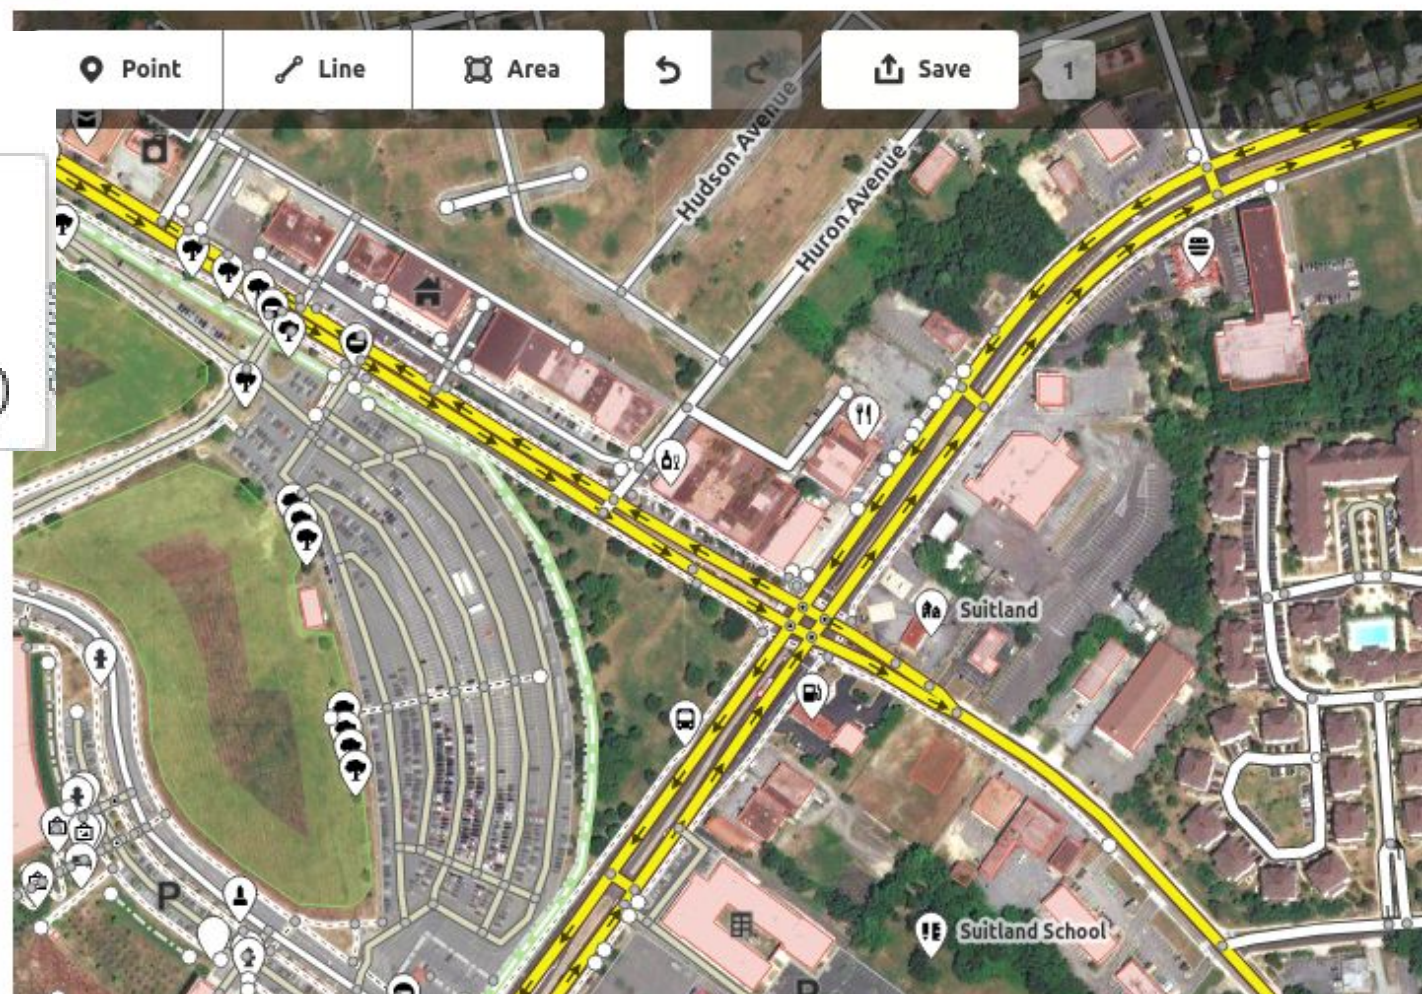 Point
Line
Area
Save
1
Hudson Avenue
Huron Avenue
Suitland
P
Suitland School
P